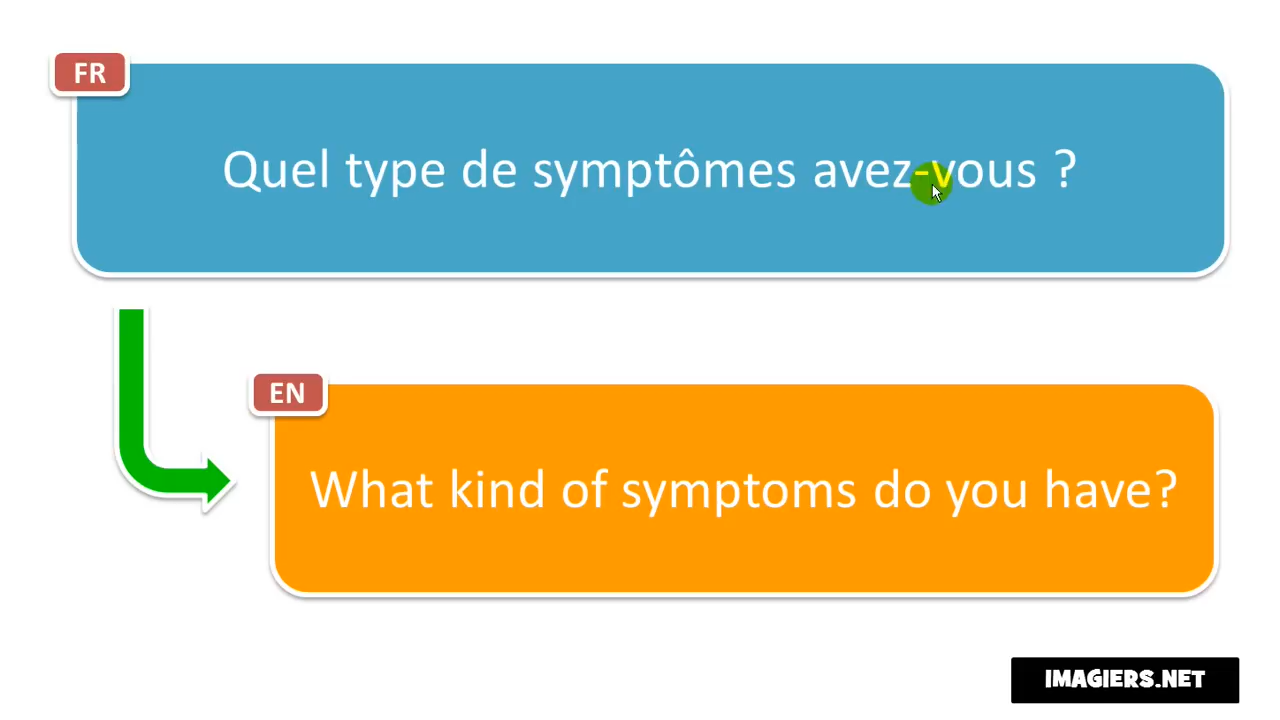 FR
Quel type de symptômes avez-vous ?
EN
What kind of symptoms do you have?
IMAGIERS.NET